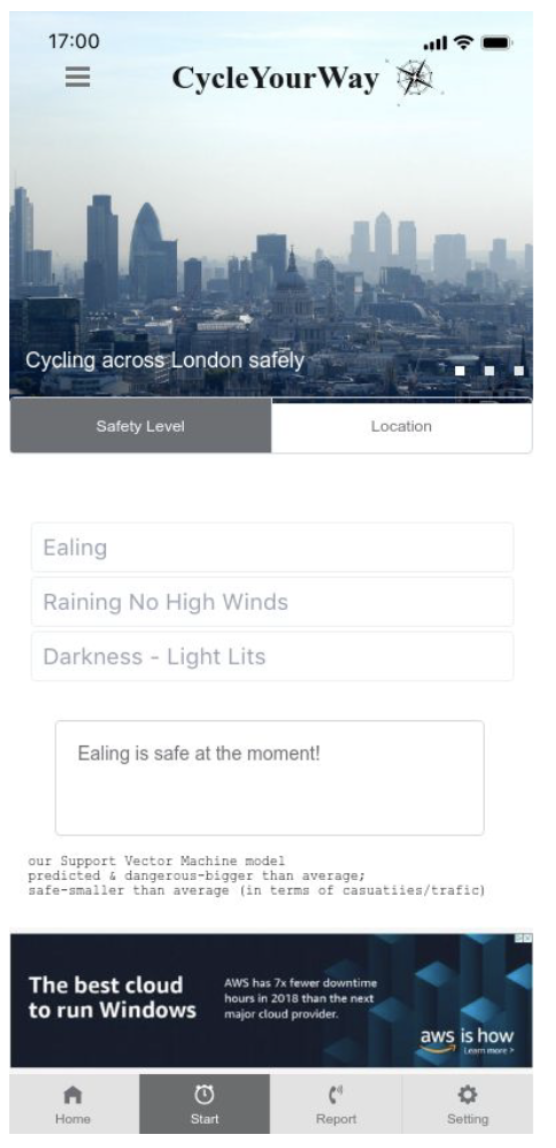 17:00
CycleYourWay
Cycling across London safely
Safety Level
Location
Ealing
Raining No High Winds
Darkness - Light Lits
Ealing is safe at the moment!
our Support Vector Machine model
predicted & dangerous-bigger than average;
safe-smaller than average (in terms of casuatiies/trafic)
The best cloud
to run Windows
AWS has 7x fewer downtime
hours in 2018 than the next
major cloud provider.
aws is how
Learn more >
Home
Start
Report
Setting